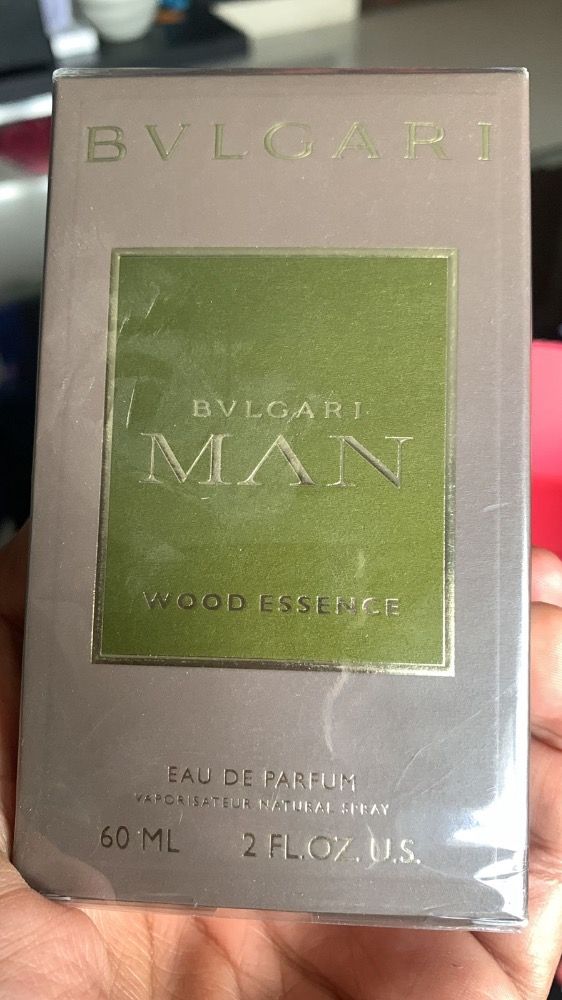 BVLGARI
BVLGARI
MAN
WOOD ESSENCE
EAU DE PARFUM
VAPORISATEUR NATURAL SPRAY
60 ML 2 FL.OZ. U.S.